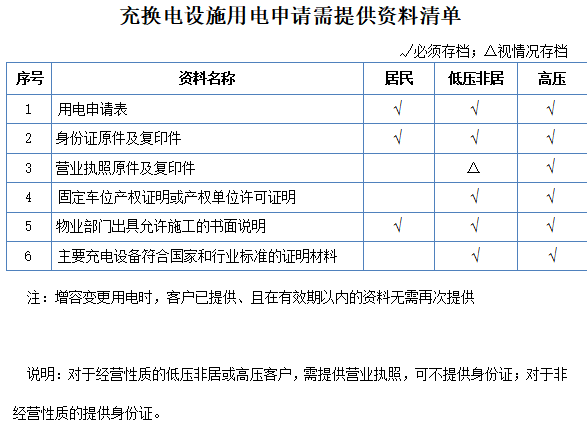 充换电设施用电申请需提供资料清单
√必须存档；△视情况存档
序号 资料名称 居民 低压非居 高压
1 用电申请表 √ √ √
2 身份证原件及复印件 √ √ √
3 营业执照原件及复印件 △ √
4 固定车位产权证明或产权单位许可证明 √ √
5 物业部门出具允许施工的书面说明 √ √ √
6 主要充电设备符合国家和行业标准的证明材料 √ √
注：增容变更用电时，客户已提供、且在有效期以内的资料无需再次提供
说明：对于经营性质的低压非居或高压客户，需提供营业执照，可不提供身份证；对于非
经营性质的提供身份证。